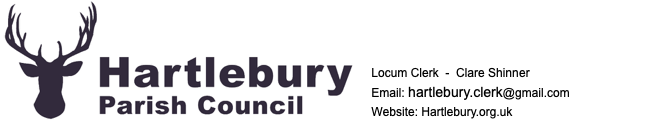 Hartlebury
Parish Council
Locum Clerk - Clare Shinner
Email: hartlebury.clerk@gmail.com
Website: Hartlebury.org.uk